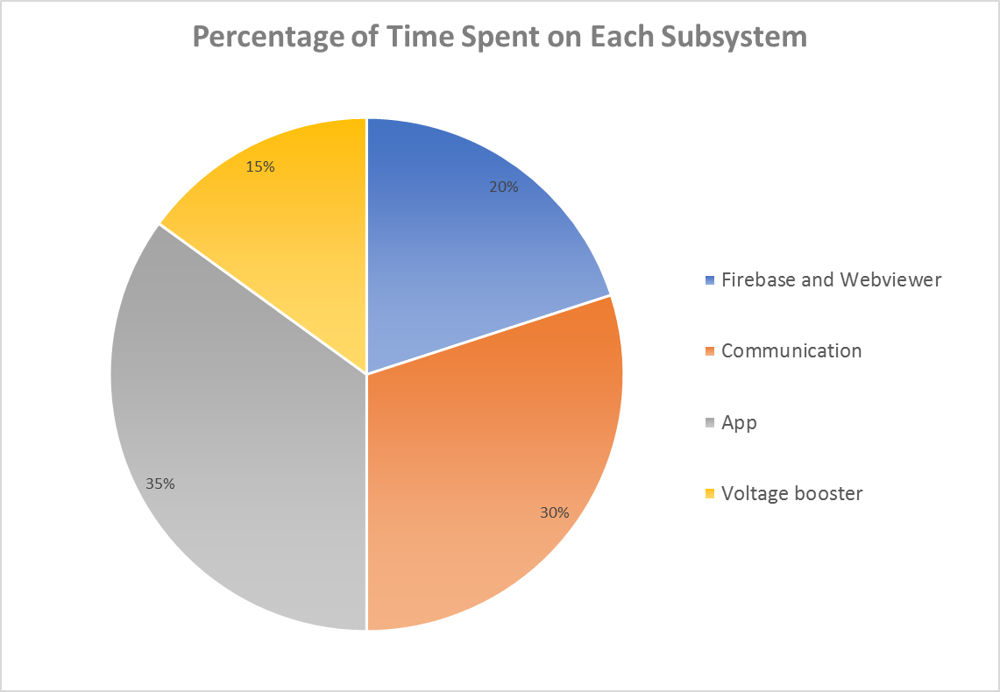 Percentage of Time Spent on Each Subsystem
15%
20%
35%
30%
Firebase and Webviewer
Communication
App
Voltage booster